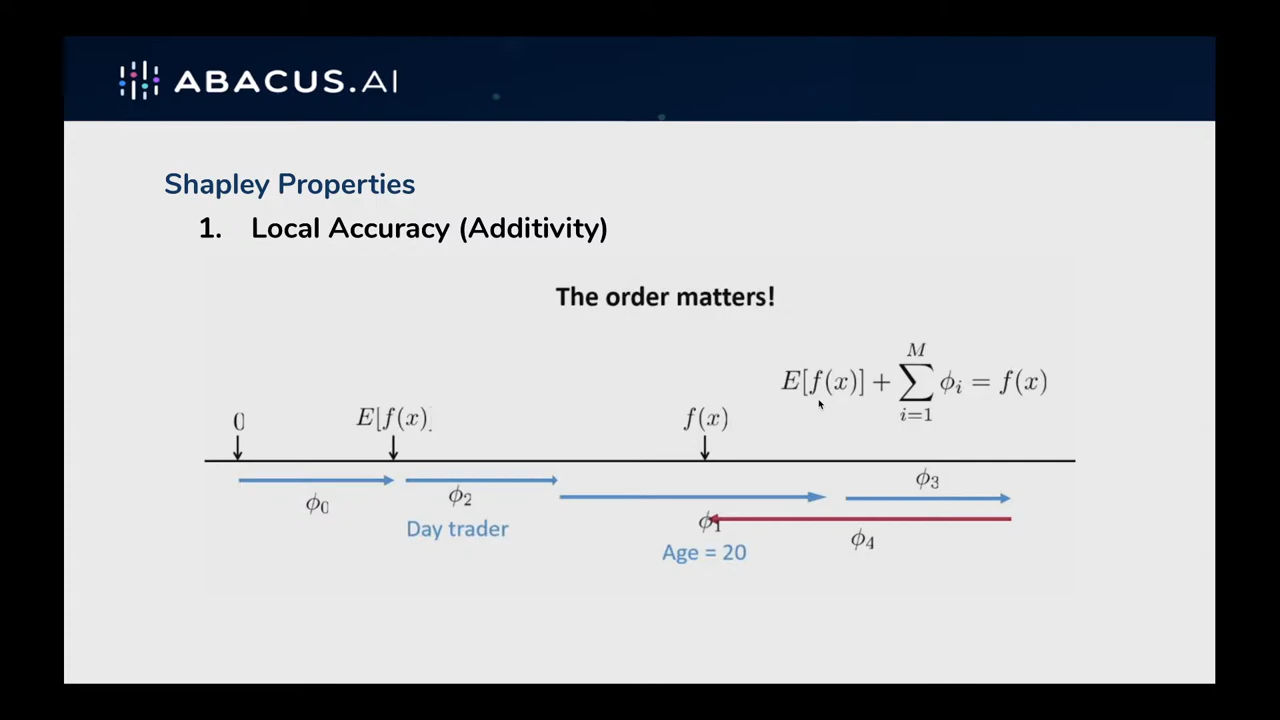 ABACUS.AI
Shapley Properties
1. Local Accuracy (Additivity)
The order matters!
E[f(x)] + \sum_{i=1}^{M} ϕ_i = f(x)
0 E[f(x) f(x)
ϕ_0 ϕ_2 ϕ_1 ϕ_3 ϕ_4
Day trader
Age = 20